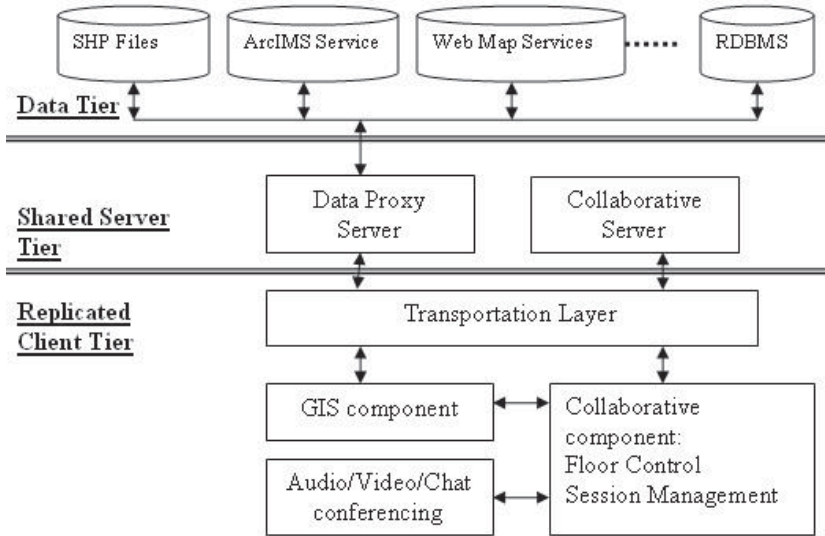 SHP Files
ArcIMS Service
Web Map Services
RDBMS
Data Tier
Data Proxy
Server
Collaborative
Server
Shared Server
Tier
Replicated
Client Tier
Transportation Layer
GIS component
Collaborative
component:
Floor Control
Session Management
Audio/Video/Chat
conferencing